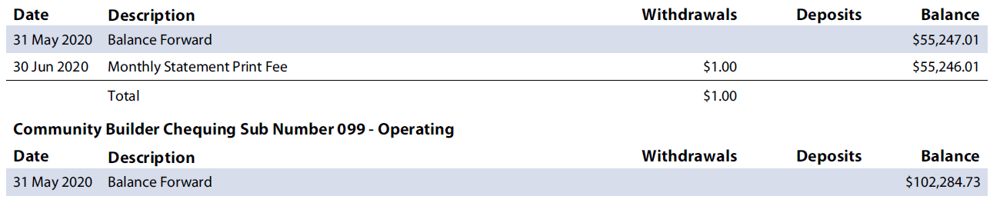 Date Description Withdrawals Deposits Balance
31 May 2020 Balance Forward $55,247.01
30 Jun 2020 Monthly Statement Print Fee $1.00 $55,246.01
Total $1.00
Community Builder Chequing Sub Number 099 - Operating
Date Description Withdrawals Deposits Balance
31 May 2020 Balance Forward $102,284.73